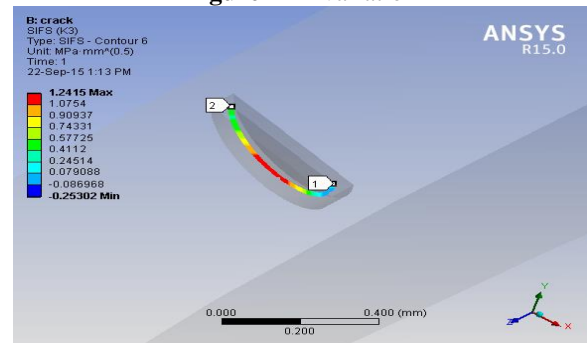 B: crack
SIFS (K3)
Type: SIFS - Contour 6
Unit: MPa·mm^(0.5)
Time: 1
22-Sep-15 1:13 PM
1.2415 Max
1.0754
0.90937
0.74331
0.57725
0.4112
0.24514
0.079088
-0.086968
-0.25302 Min
ANSYS
R15.0
2
1
0.000
0.400 (mm)
0.200
Y
Z
X